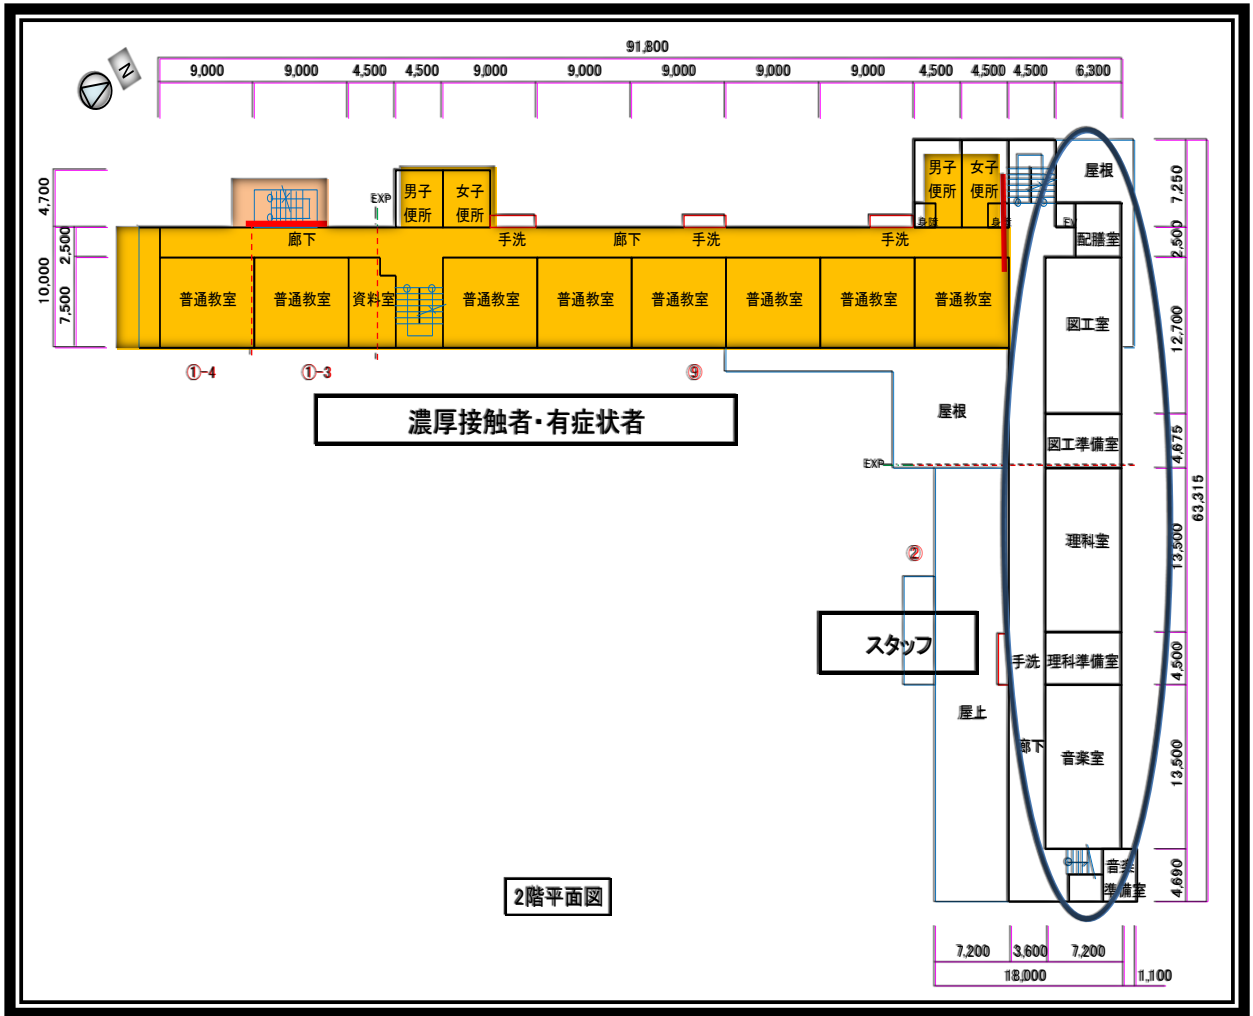 91,800
9,000 9,000 4,500 4,500 9,000 9,000 9,000 9,000 9,000 4,500 4,500 4,500 6,300
N
4,700
2,500
10,000
7,500
EXP
男子 女子
便所 便所
男子 女子
便所 便所
屋根
身障 身障
EV
配膳室
廊下 手洗 廊下 手洗 手洗
普通教室 普通教室 資料室 普通教室 普通教室 普通教室 普通教室 普通教室 普通教室
図工室
①-4 ①-3 ⑨
濃厚接触者・有症状者
屋根
図工準備室
EXP
理科室
②
スタッフ
手洗 理科準備室
屋上
廊下
音楽室
音楽
準備室
2階平面図
7,250
2,500
12,700
4,675
63,315
13,500
4,500
13,500
4,690
7,200 3,600 7,200
18,000 1,100